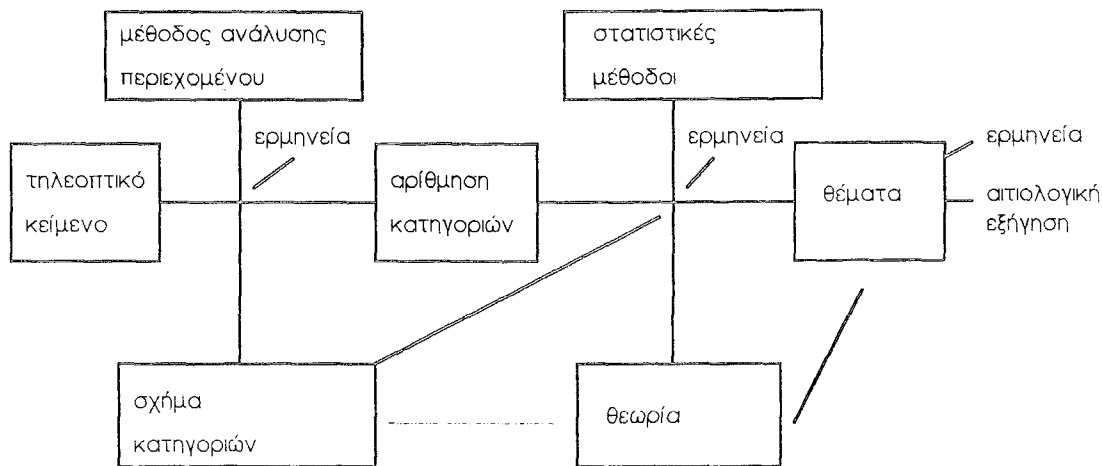 μέθοδος ανάλυσης
περιεχομένου
στατιστικές
μέθοδοι
ερμηνεία
ερμηνεία
ερμηνεία
τηλεοπτικό
κείμενο
αρίθμηση
κατηγοριών
θέματα
αιτιολογική
εξήγηση
σχήμα
κατηγοριών
θεωρία